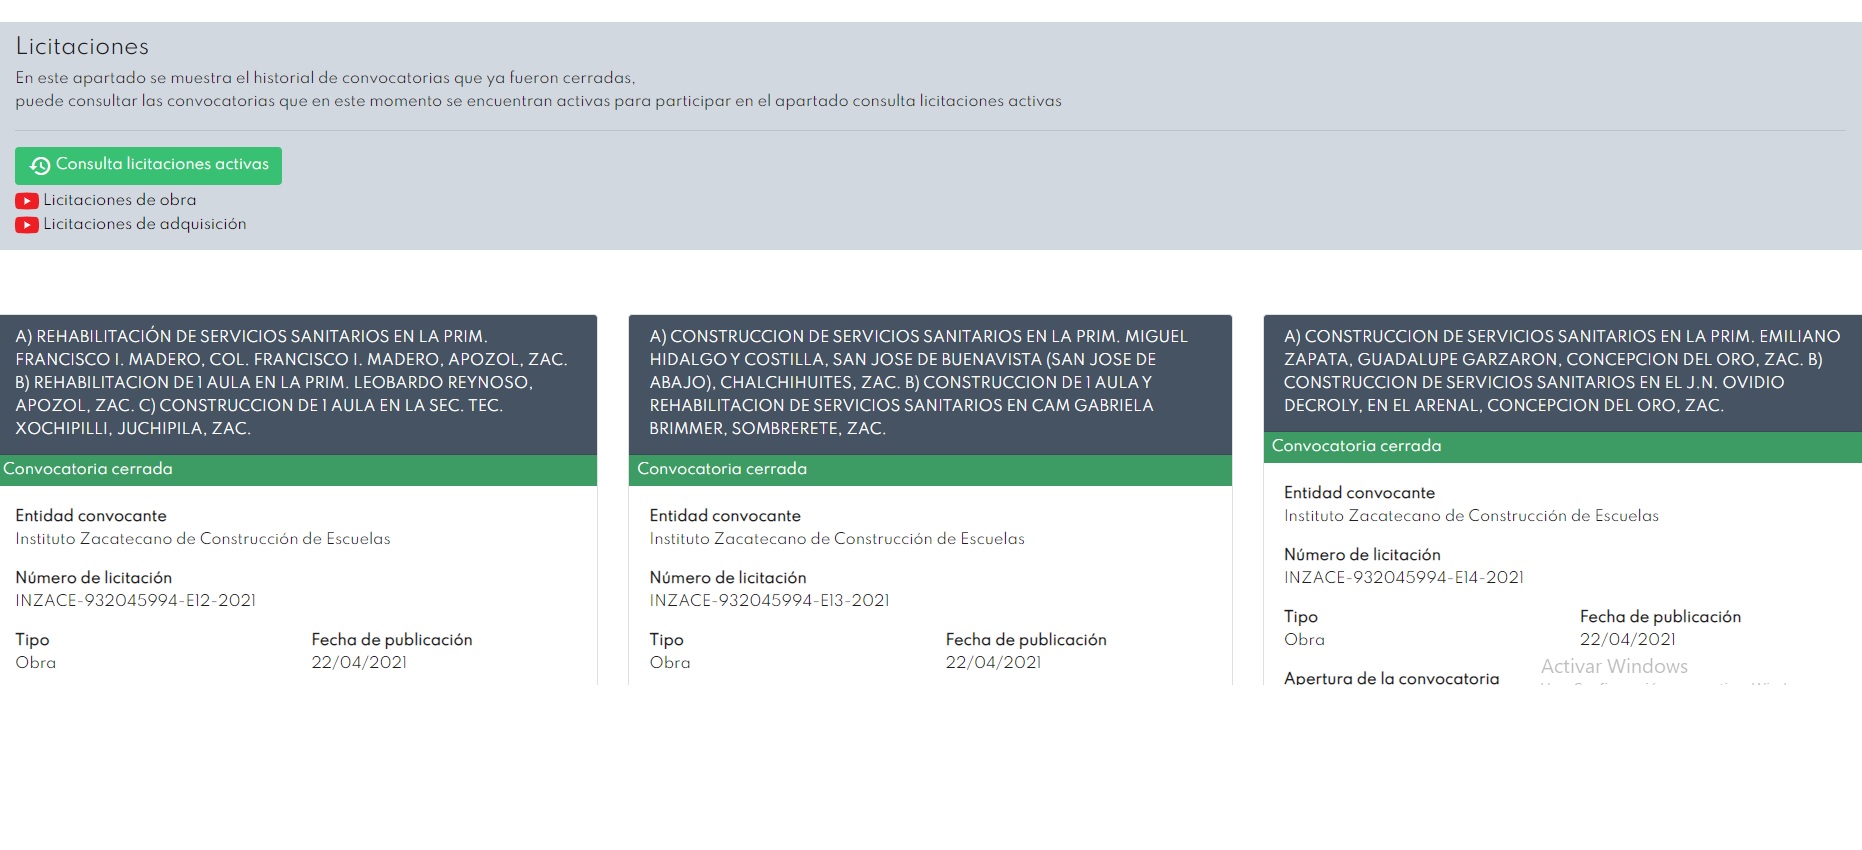 Licitaciones
En este apartado se muestra el historial de convocatorias que ya fueron cerradas,
puede consultar las convocatorias que en este momento se encuentran activas para participar en el apartado consulta licitaciones activas
Consulta licitaciones activas
Licitaciones de obra
Licitaciones de adquisición
A) REHABILITACIÓN DE SERVICIOS SANITARIOS EN LA PRIM.
FRANCISCO I. MADERO, COL. FRANCISCO I. MADERO, APOZOL, ZAC.
B) REHABILITACION DE 1 AULA EN LA PRIM. LEOBARDO REYNOSO,
APOZOL, ZAC. C) CONSTRUCCION DE 1 AULA EN LA SEC. TEC.
XOCHIPILLI, JUCHIPILA, ZAC.
Convocatoria cerrada
Entidad convocante
Instituto Zacatecano de Construcción de Escuelas
Número de licitación
INZACE-932045994-E12-2021
Tipo Fecha de publicación
Obra 22/04/2021
A) CONSTRUCCION DE SERVICIOS SANITARIOS EN LA PRIM. MIGUEL
HIDALGO Y COSTILLA, SAN JOSE DE BUENAVISTA (SAN JOSE DE
ABAJO), CHALCHIHUITES, ZAC. B) CONSTRUCCION DE 1 AULA Y
REHABILITACION DE SERVICIOS SANITARIOS EN CAM GABRIELA
BRIMMER, SOMBRERETE, ZAC.
Convocatoria cerrada
Entidad convocante
Instituto Zacatecano de Construcción de Escuelas
Número de licitación
INZACE-932045994-E13-2021
Tipo Fecha de publicación
Obra 22/04/2021
A) CONSTRUCCION DE SERVICIOS SANITARIOS EN LA PRIM. EMILIANO
ZAPATA, GUADALUPE GARZARON, CONCEPCION DEL ORO, ZAC. B)
CONSTRUCCION DE SERVICIOS SANITARIOS EN EL J.N. OVIDIO
DECROLY, EN EL ARENAL, CONCEPCION DEL ORO, ZAC.
Convocatoria cerrada
Entidad convocante
Instituto Zacatecano de Construcción de Escuelas
Número de licitación
INZACE-932045994-E14-2021
Tipo Fecha de publicación
Obra 22/04/2021
Apertura de la convocatoria
Activar Windows